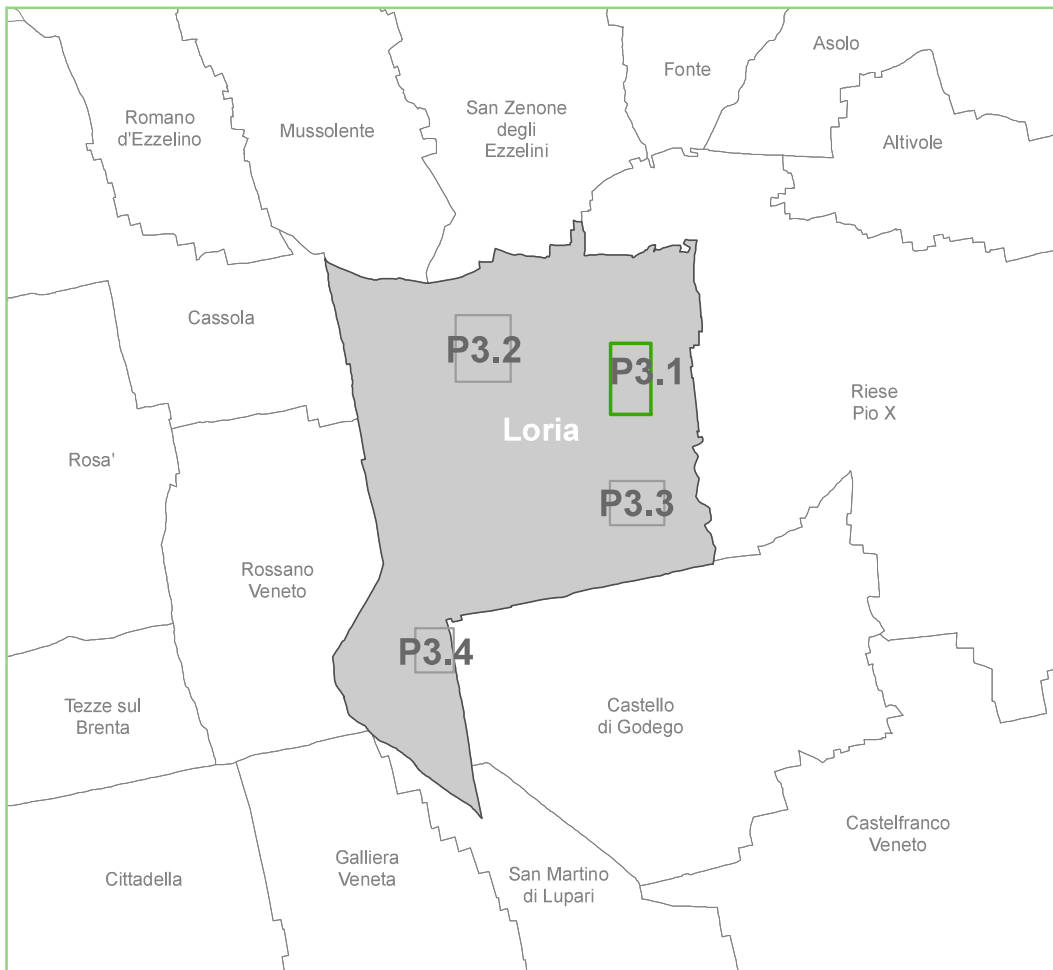 Asolo
Fonte
Romano
d'Ezzelino
Mussolente
San Zenone
degli
Ezzelini
Altivole
Cassola
P3.2
P3.1
Riese
Pio X
Loria
Rosa'
P3.3
Rossano
Veneto
P3.4
Tezze sul
Brenta
Castello
di Godego
Castelfranco
Veneto
Cittadella
Galliera
Veneta
San Martino
di Lupari